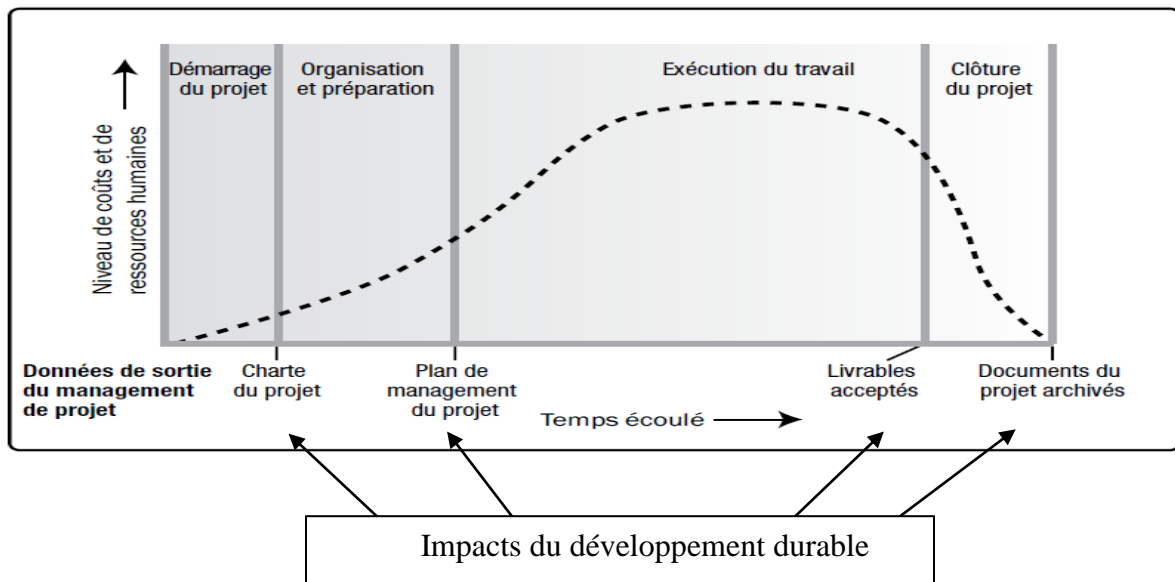 Démarrage
du projet
Organisation
et préparation
Exécution du travail
Clôture
du projet
Niveau de coûts et de
ressources humaines
Données de sortie
du management
de projet
Charte
du projet
Plan de
management
du projet
Temps écoulé
Livrables
acceptés
Documents du
projet archivés
Impacts du développement durable